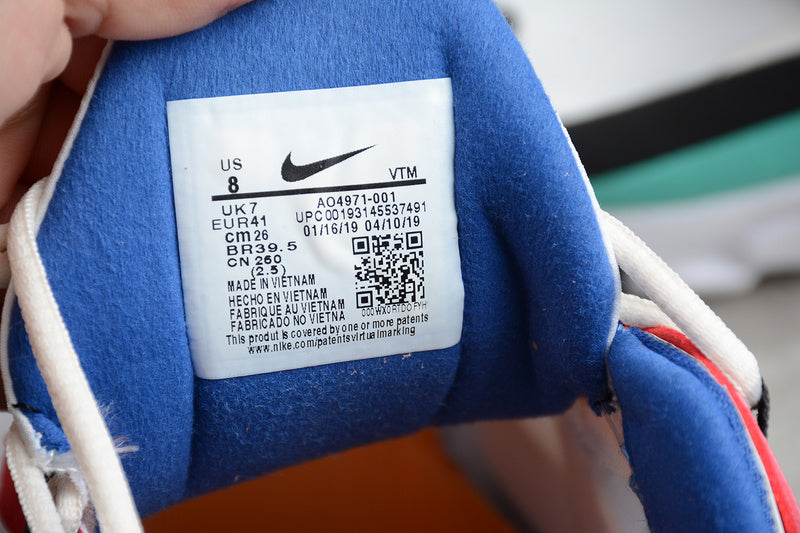 US
8
VTM
UK7
EUR41
cm26
BR39.5
CN 260
(2.5)
AO4971-001
UPC00193145537491
01/16/19 04/10/19
000WX0RTDOFYH
MADE IN VIETNAM
HECHO EN VIETNAM
FABRIQUE AU VIETNAM
FABRICADO NO VIETNA
This produt is covered by one or more patents
www.nike.com/patentsvirtualmarking